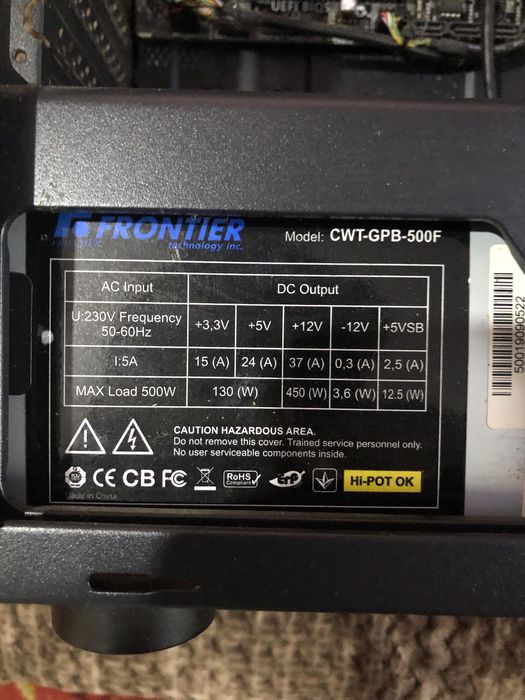 UEFI BIOS
FRONTIER
technology inc.
FRONTIER
Model: CWT-GPB-500F
AC Input DC Output
U:230V Frequency
50-60Hz
+3,3V +5V +12V -12V +5VSB
I:5A 15 (A) 24 (A) 37 (A) 0,3 (A) 2,5 (A)
MAX Load 500W 130 (W) 450 (W) 3,6 (W) 12.5 (W)
CAUTION HAZARDOUS AREA.
Do not remove this cover. Trained service personnel only.
No user serviceable components inside.
CE CB FC RoHS
Compliant
Hi-POT OK
Made in China
50019090522